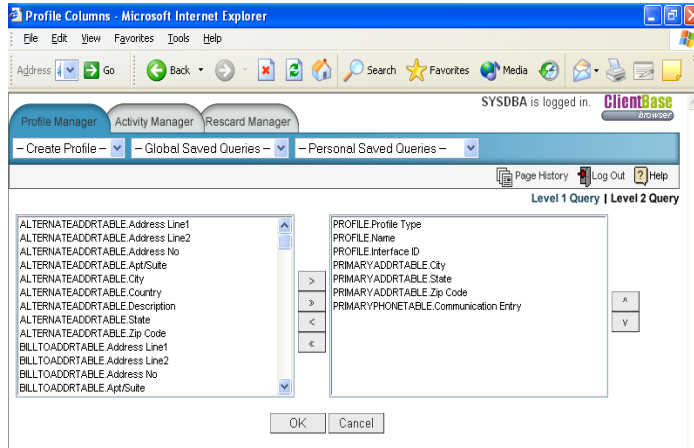 Profile Columns - Microsoft Internet Explorer
File Edit View Favorites Tools Help
Address Go Back Search Favorites Media
SYSDBA is logged in. ClientBase
browser
Profile Manager Activity Manager Rescard Manager
-- Create Profile -- -- Global Saved Queries -- -- Personal Saved Queries --
Page History Log Out ? Help
Level 1 Query | Level 2 Query
ALTERNATEADDRTABLE.Address Line1
ALTERNATEADDRTABLE.Address Line2
ALTERNATEADDRTABLE.Address No
ALTERNATEADDRTABLE.Apt/Suite
ALTERNATEADDRTABLE.City
ALTERNATEADDRTABLE.Country
ALTERNATEADDRTABLE.Description
ALTERNATEADDRTABLE.State
ALTERNATEADDRTABLE.Zip Code
BILLTOADDRTABLE.Address Line1
BILLTOADDRTABLE.Address Line2
BILLTOADDRTABLE.Address No
BILLTOADDRTABLE.Apt/Suite
>
»
<
«
PROFILE.Profile Type
PROFILE.Name
PROFILE.Interface ID
PRIMARYADDRTABLE.City
PRIMARYADDRTABLE.State
PRIMARYADDRTABLE.Zip Code
PRIMARYPHONETABLE.Communication Entry
^
v
OK Cancel